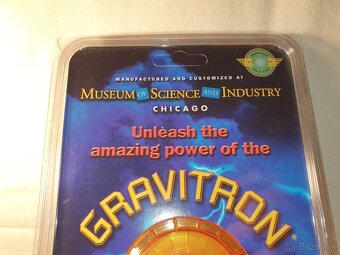 MANUFACTURED AND CUSTOMIZED AT
MUSEUM OF SCIENCE AND INDUSTRY
CHICAGO
Unleash the
amazing power of the
GRAVITRON